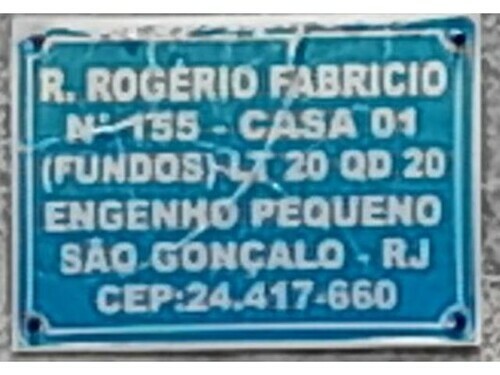 R. ROGÉRIO FABRICIO
Nº 155 - CASA 01
(FUNDOS) LT 20 QD 20
ENGENHO PEQUENO
SÃO GONÇALO - RJ
CEP:24.417-660